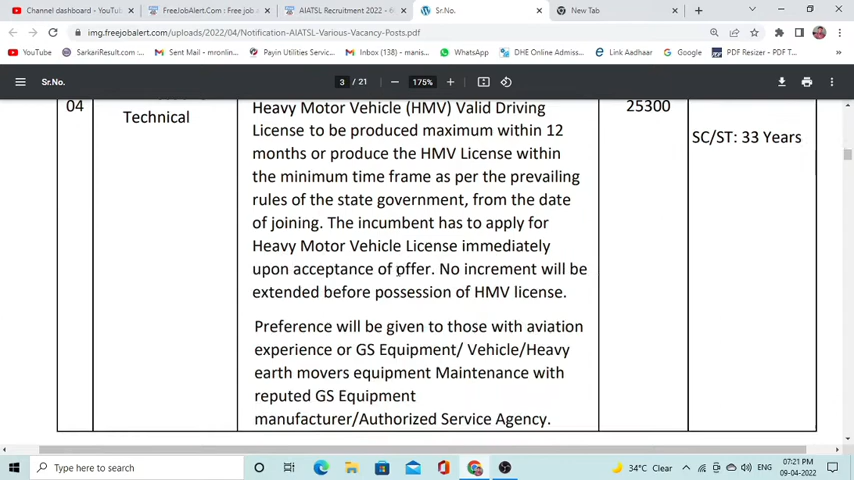 Channel dashboard - YouTub
FreeJobAlert.Com : Free job a
AIATSL Recruitment 2022 - 6
Sr.No.
New Tab
img.freejobalert.com/uploads/2022/04/Notification-AIATSL-Various-Vacancy-Posts.pdf
YouTube
SarkariResult.com :...
Sent Mail - mronlin...
Payin Utilities Servic...
Inbox (138) - manis...
WhatsApp
DHE Online Admiss...
Link Aadhaar
Google
PDF Resizer - PDF...
Sr.No.
3 / 21
175%
04
Technical
Heavy Motor Vehicle (HMV) Valid Driving
License to be produced maximum within 12
months or produce the HMV License within
the minimum time frame as per the prevailing
rules of the state government, from the date
of joining. The incumbent has to apply for
Heavy Motor Vehicle License immediately
upon acceptance of offer. No increment will be
extended before possession of HMV license.
Preference will be given to those with aviation
experience or GS Equipment/ Vehicle/Heavy
earth movers equipment Maintenance with
reputed GS Equipment
manufacturer/Authorized Service Agency.
25300
SC/ST: 33 Years
Type here to search
34°C Clear
ENG
07:21 PM
09-04-2022